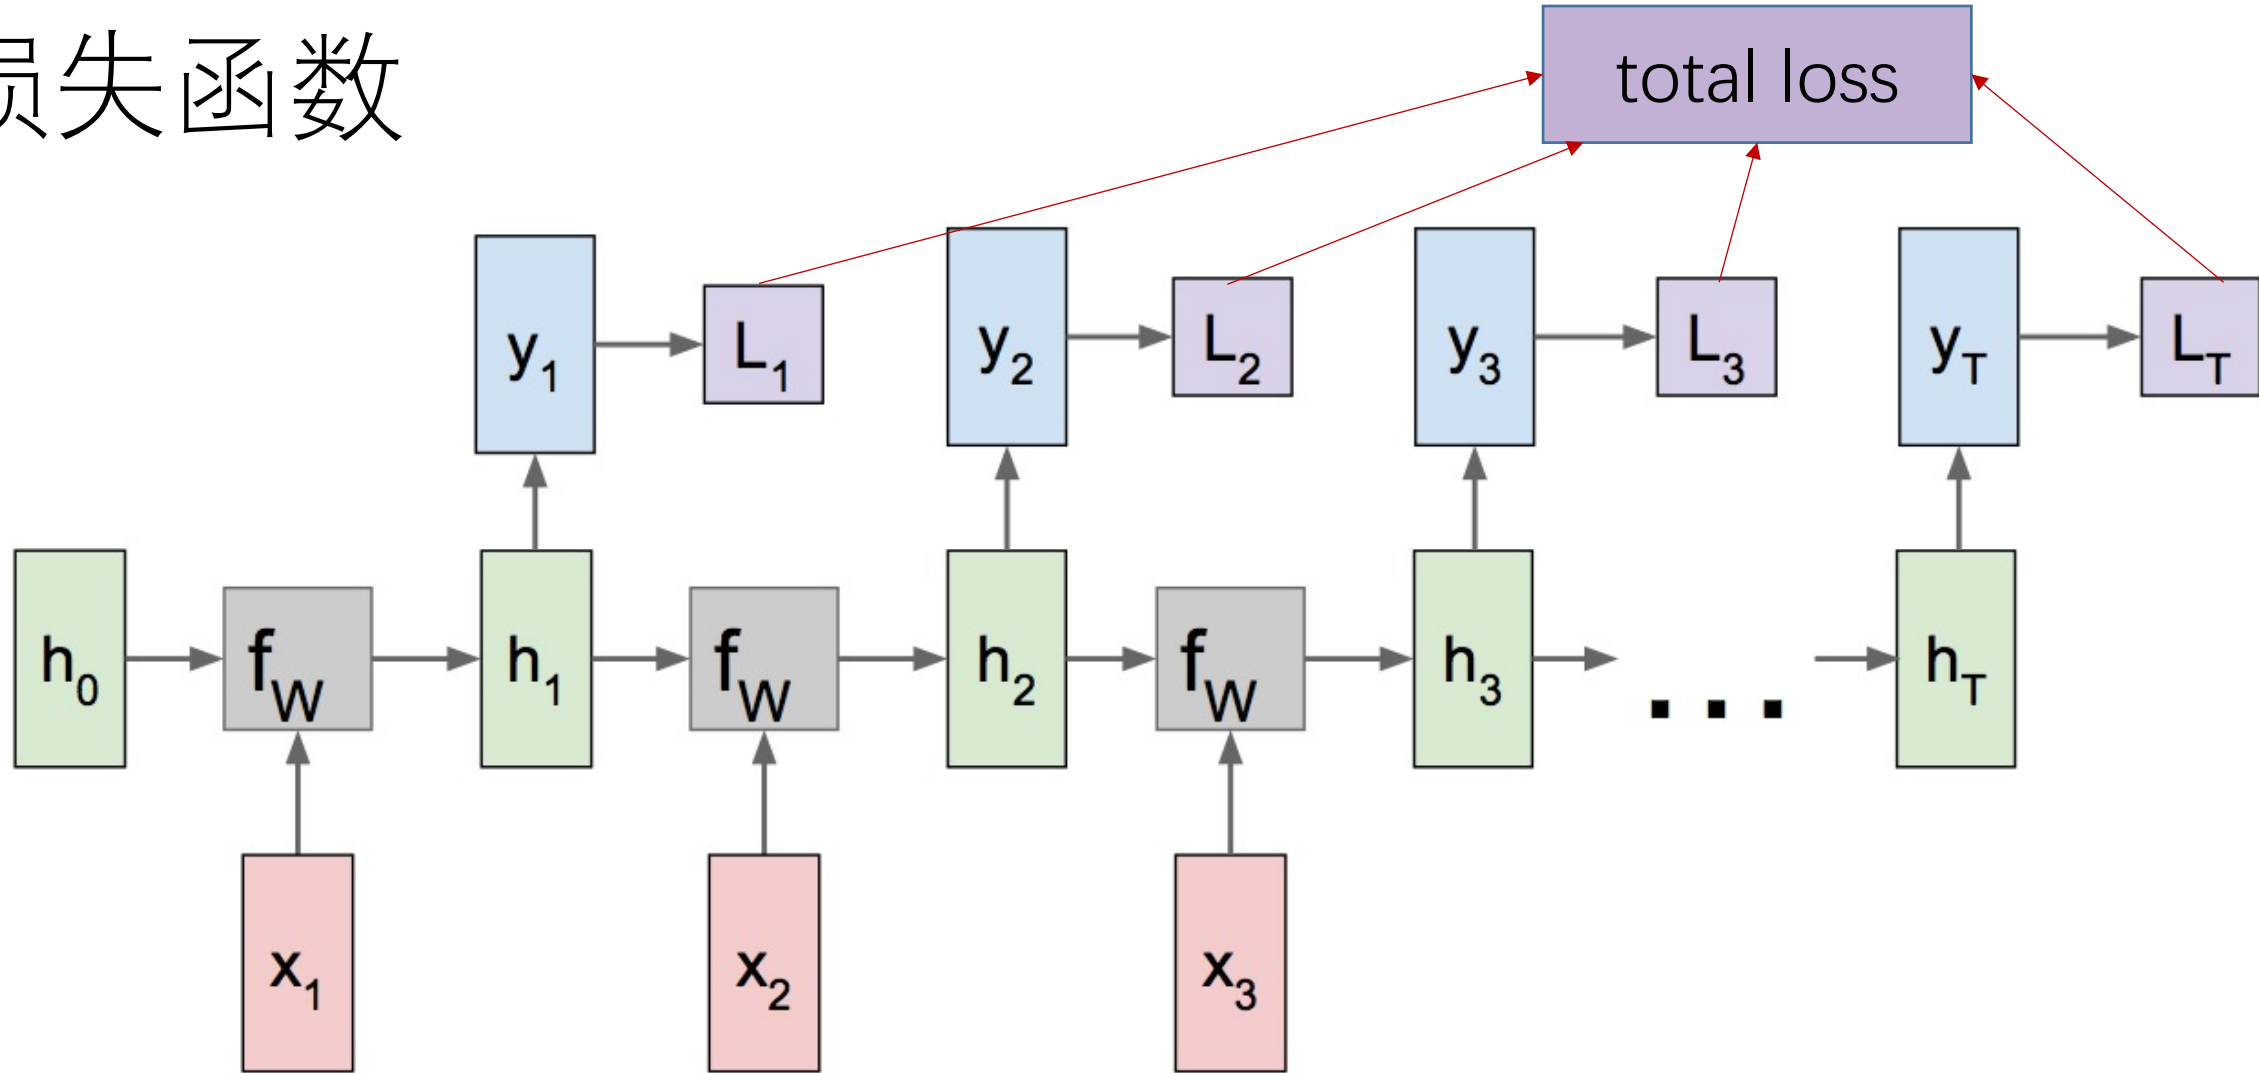 损失函数
total loss
y1
L1
y2
L2
y3
L3
yT
LT
h0
fW
h1
fW
h2
fW
h3
...
hT
x1
x2
x3